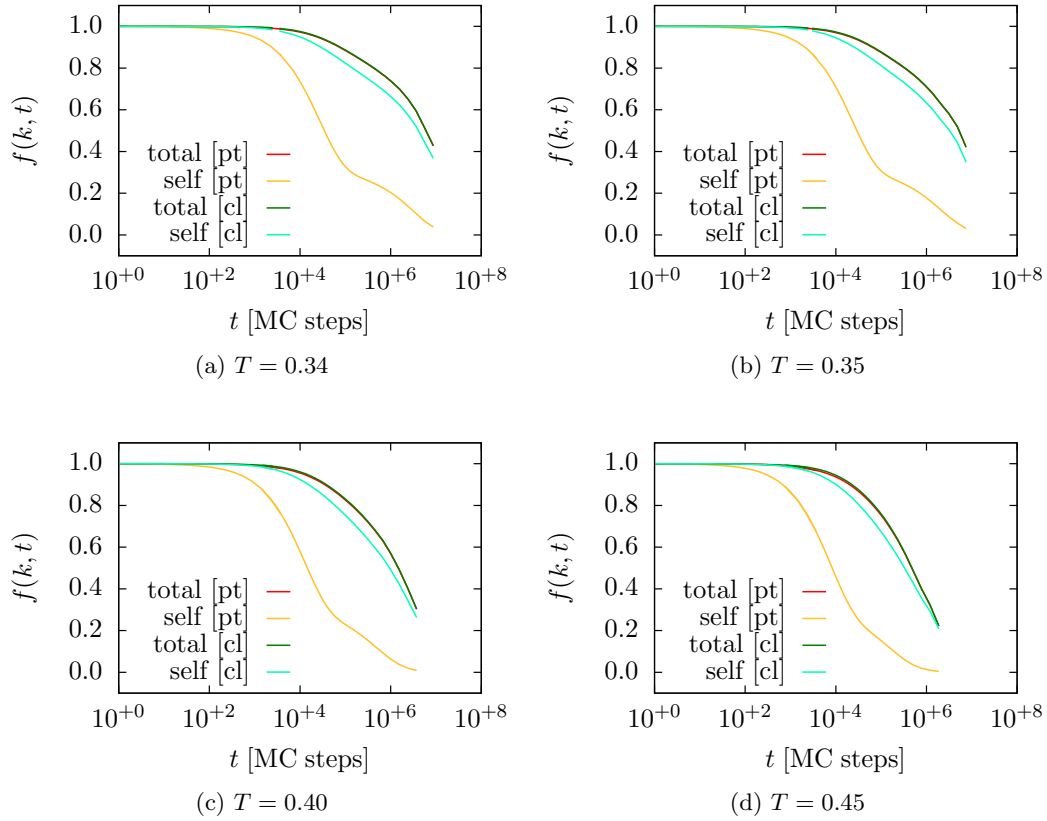 1.0
0.8
0.6
0.4
0.2
0.0
f(k, t)
total [pt]
self [pt]
total [cl]
self [cl]
10^{+0} 10^{+2} 10^{+4} 10^{+6} 10^{+8}
t [MC steps]
(a) T = 0.34
1.0
0.8
0.6
0.4
0.2
0.0
f(k, t)
total [pt]
self [pt]
total [cl]
self [cl]
10^{+0} 10^{+2} 10^{+4} 10^{+6} 10^{+8}
t [MC steps]
(b) T = 0.35
1.0
0.8
0.6
0.4
0.2
0.0
f(k, t)
total [pt]
self [pt]
total [cl]
self [cl]
10^{+0} 10^{+2} 10^{+4} 10^{+6} 10^{+8}
t [MC steps]
(c) T = 0.40
1.0
0.8
0.6
0.4
0.2
0.0
f(k, t)
total [pt]
self [pt]
total [cl]
self [cl]
10^{+0} 10^{+2} 10^{+4} 10^{+6} 10^{+8}
t [MC steps]
(d) T = 0.45